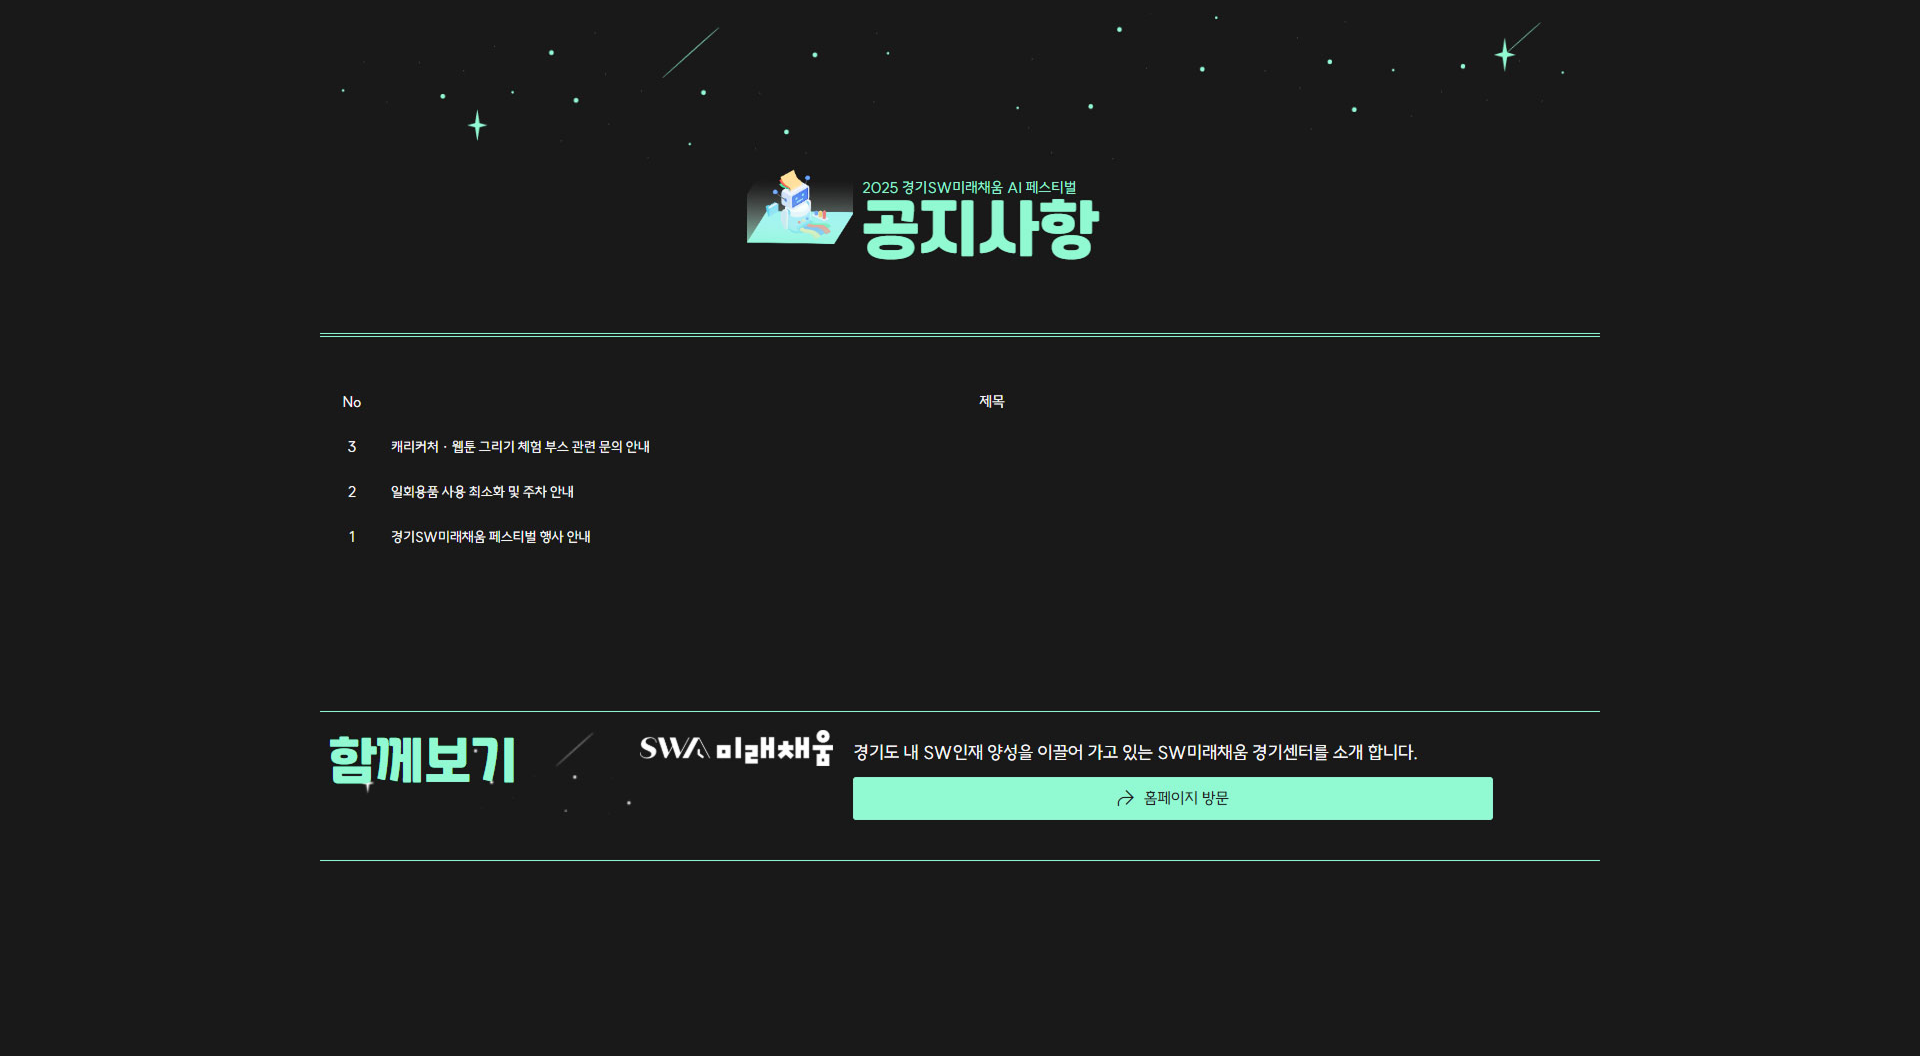 2025 경기SW미래채움 AI 페스티벌
공지사항
No 제목
3 캐리커처 · 웹툰 그리기 체험 부스 관련 문의 안내
2 일회용품 사용 최소화 및 주차 안내
1 경기SW미래채움 페스티벌 행사 안내
함께보기
SWA 미래채움
경기도 내 SW인재 양성을 이끌어 가고 있는 SW미래채움 경기센터를 소개 합니다.
홈페이지 방문